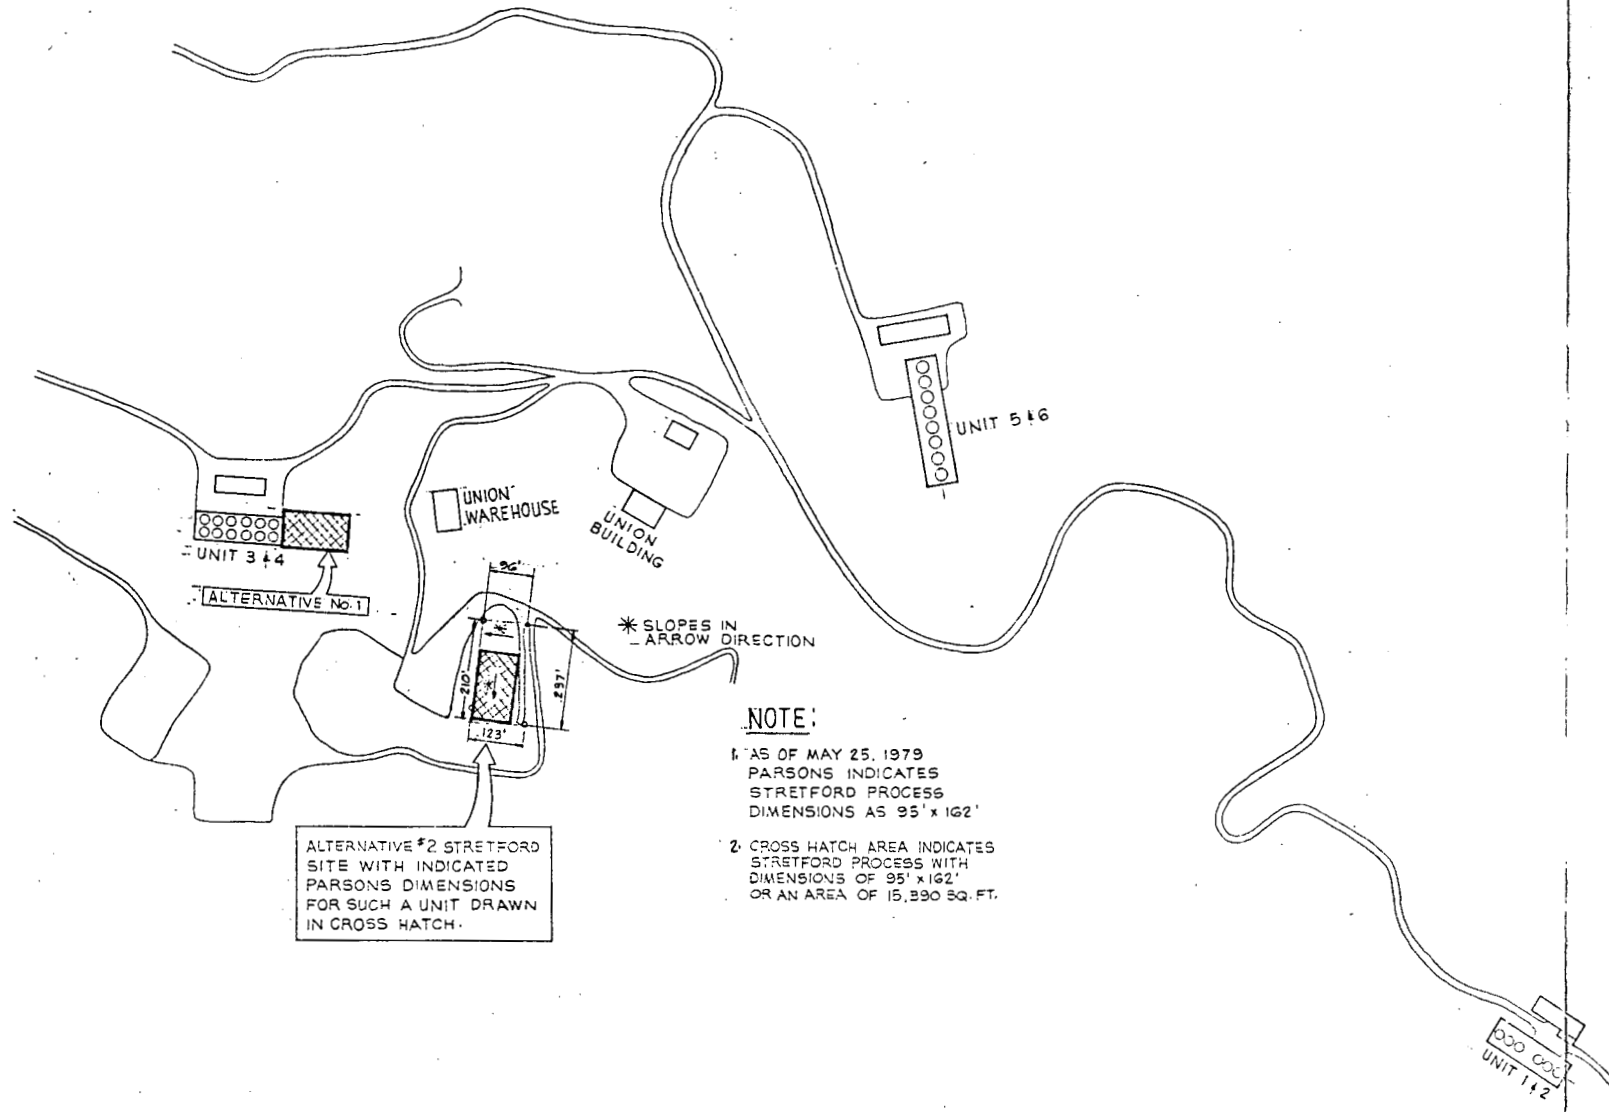 UNIT 5 & 6
UNION
WAREHOUSE
UNION
BUILDING
UNIT 3 & 4
ALTERNATIVE No. 1
96'
* SLOPES IN
ARROW DIRECTION
*
210'
*
237'
123'
NOTE:
1. AS OF MAY 25, 1979
PARSONS INDICATES
STRETFORD PROCESS
DIMENSIONS AS 95' x 162'
2. CROSS HATCH AREA INDICATES
STRETFORD PROCESS WITH
DIMENSIONS OF 95' x 162'
OR AN AREA OF 15,390 SQ. FT.
ALTERNATIVE #2 STRETFORD
SITE WITH INDICATED
PARSONS DIMENSIONS
FOR SUCH A UNIT DRAWN
IN CROSS HATCH.
UNIT 1 & 2